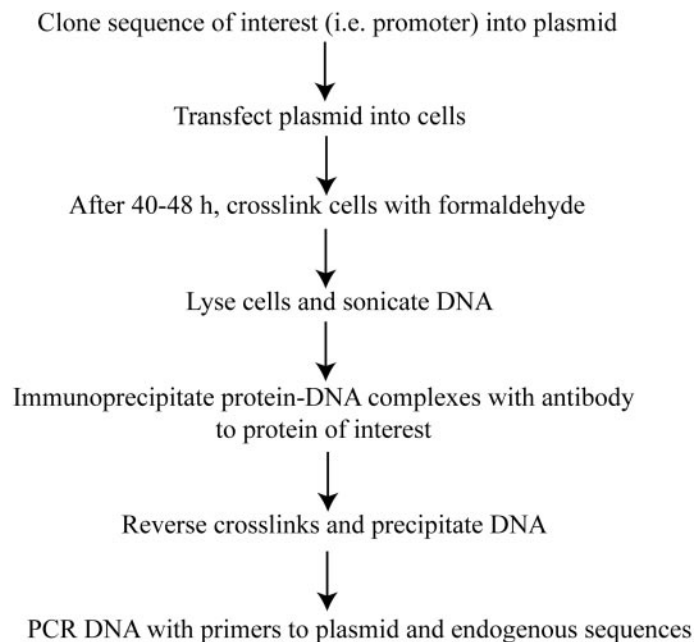 Clone sequence of interest (i.e. promoter) into plasmid
Transfect plasmid into cells
After 40-48 h, crosslink cells with formaldehyde
Lyse cells and sonicate DNA
Immunoprecipitate protein-DNA complexes with antibody
to protein of interest
Reverse crosslinks and precipitate DNA
PCR DNA with primers to plasmid and endogenous sequences